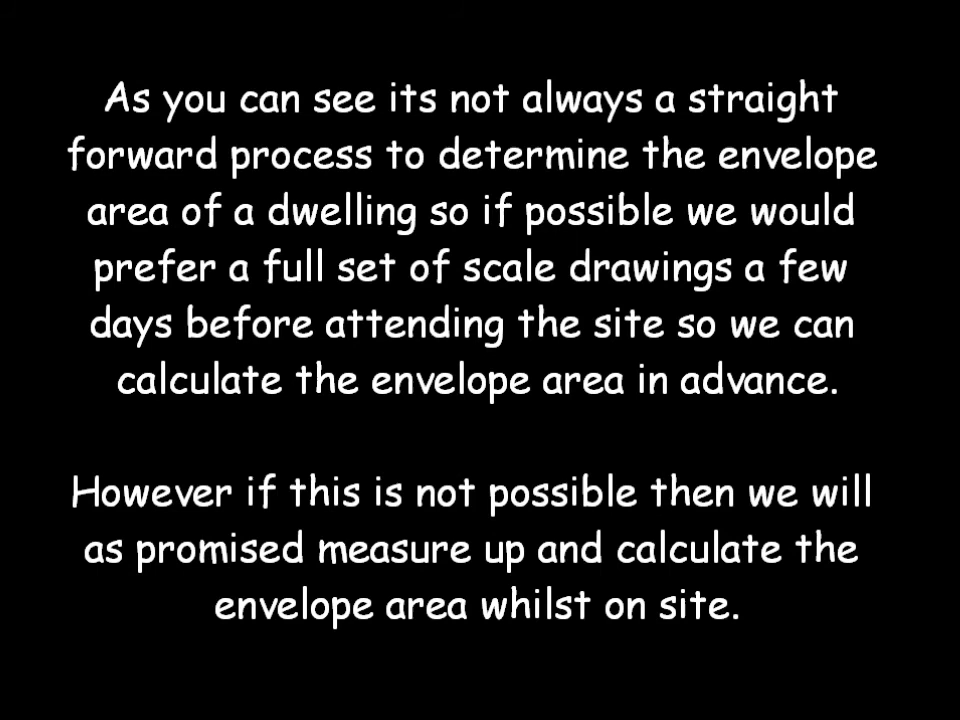 As you can see its not always a straight
forward process to determine the envelope
area of a dwelling so if possible we would
prefer a full set of scale drawings a few
days before attending the site so we can
calculate the envelope area in advance.
However if this is not possible then we will
as promised measure up and calculate the
envelope area whilst on site.